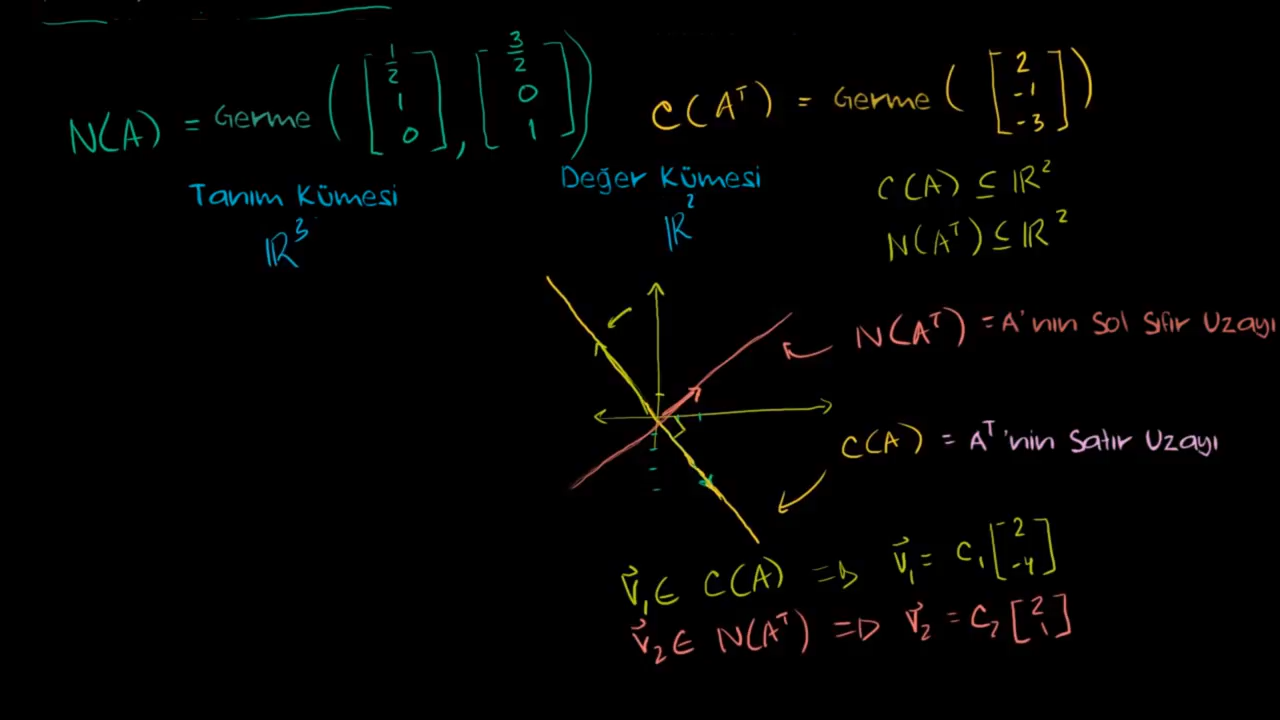 N(A) = Germe ( [ 1/2 1 0 ] , [ 3/2 0 1 ] )
C(Aᵀ) = Germe ( [ 2 -1 -3 ] )
Tanım Kümesi
ℝ³
Değer Kümesi
ℝ²
C(A) ⊆ ℝ²
N(Aᵀ) ⊆ ℝ²
N(Aᵀ) = A'nın Sol Sıfır Uzayı
C(A) = Aᵀ'nin Satır Uzayı
v⃗₁ ∈ C(A) => v⃗₁ = c₁ [ 2 -4 ]
v⃗₂ ∈ N(Aᵀ) => v⃗₂ = c₂ [ 2 1 ]